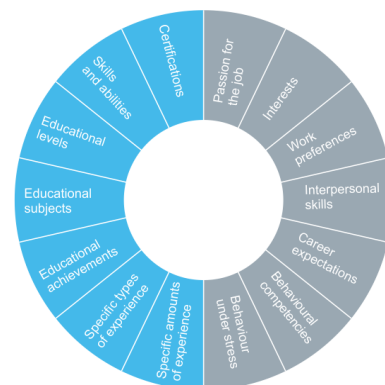 Passion for
the job
Interests
Work
preferences
Interpersonal
skills
Career
expectations
Behavioural
competencies
Behaviour
under stress
Specific amounts
of experience
Specific types
of experience
Educational
achievements
Educational
subjects
Educational
levels
Skills
and abilities
Certifications